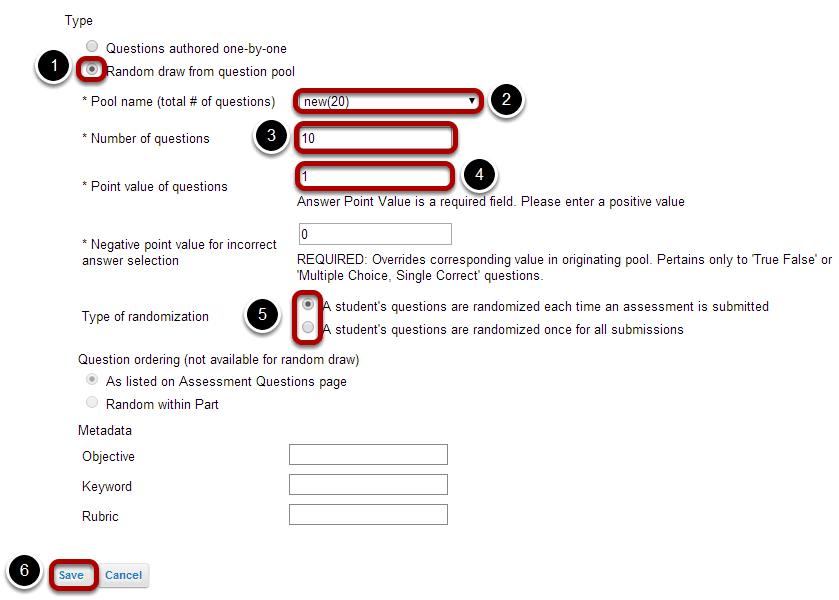 Type
Questions authored one-by-one
1 Random draw from question pool
* Pool name (total # of questions) new(20) 2
* Number of questions 3 10
* Point value of questions 1 4
Answer Point Value is a required field. Please enter a positive value
* Negative point value for incorrect answer selection 0
REQUIRED: Overrides corresponding value in originating pool. Pertains only to 'True False' or
'Multiple Choice, Single Correct' questions.
Type of randomization 5
A student's questions are randomized each time an assessment is submitted
A student's questions are randomized once for all submissions
Question ordering (not available for random draw)
As listed on Assessment Questions page
Random within Part
Metadata
Objective
Keyword
Rubric
6 Save Cancel